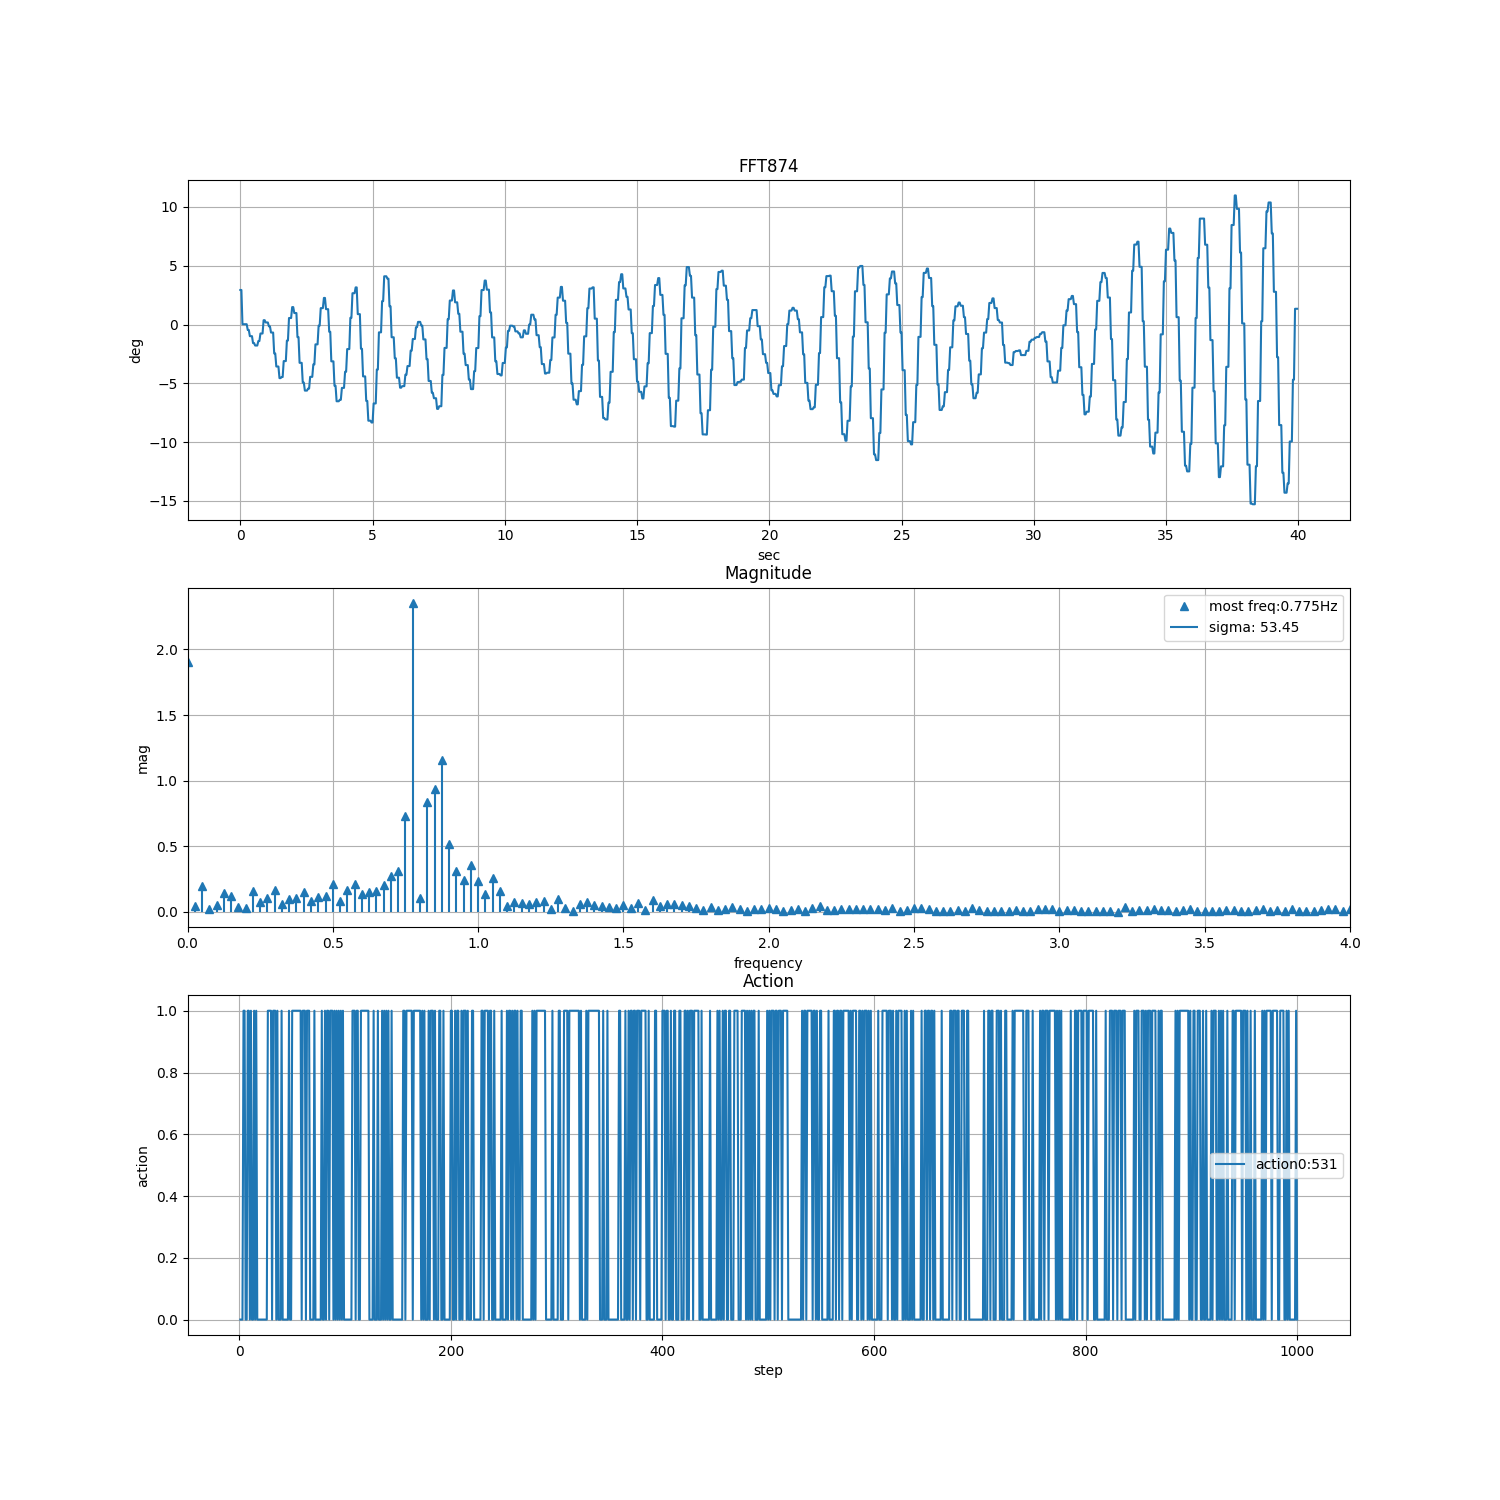 FFT874
10
5
0
−5
−10
−15
deg
0 5 10 15 20 25 30 35 40
sec
Magnitude
most freq:0.775Hz
sigma: 53.45
2.0
1.5
1.0
0.5
0.0
mag
0.0 0.5 1.0 1.5 2.0 2.5 3.0 3.5 4.0
frequency
Action
1.0
0.8
0.6
0.4
0.2
0.0
action
action0:531
0 200 400 600 800 1000
step